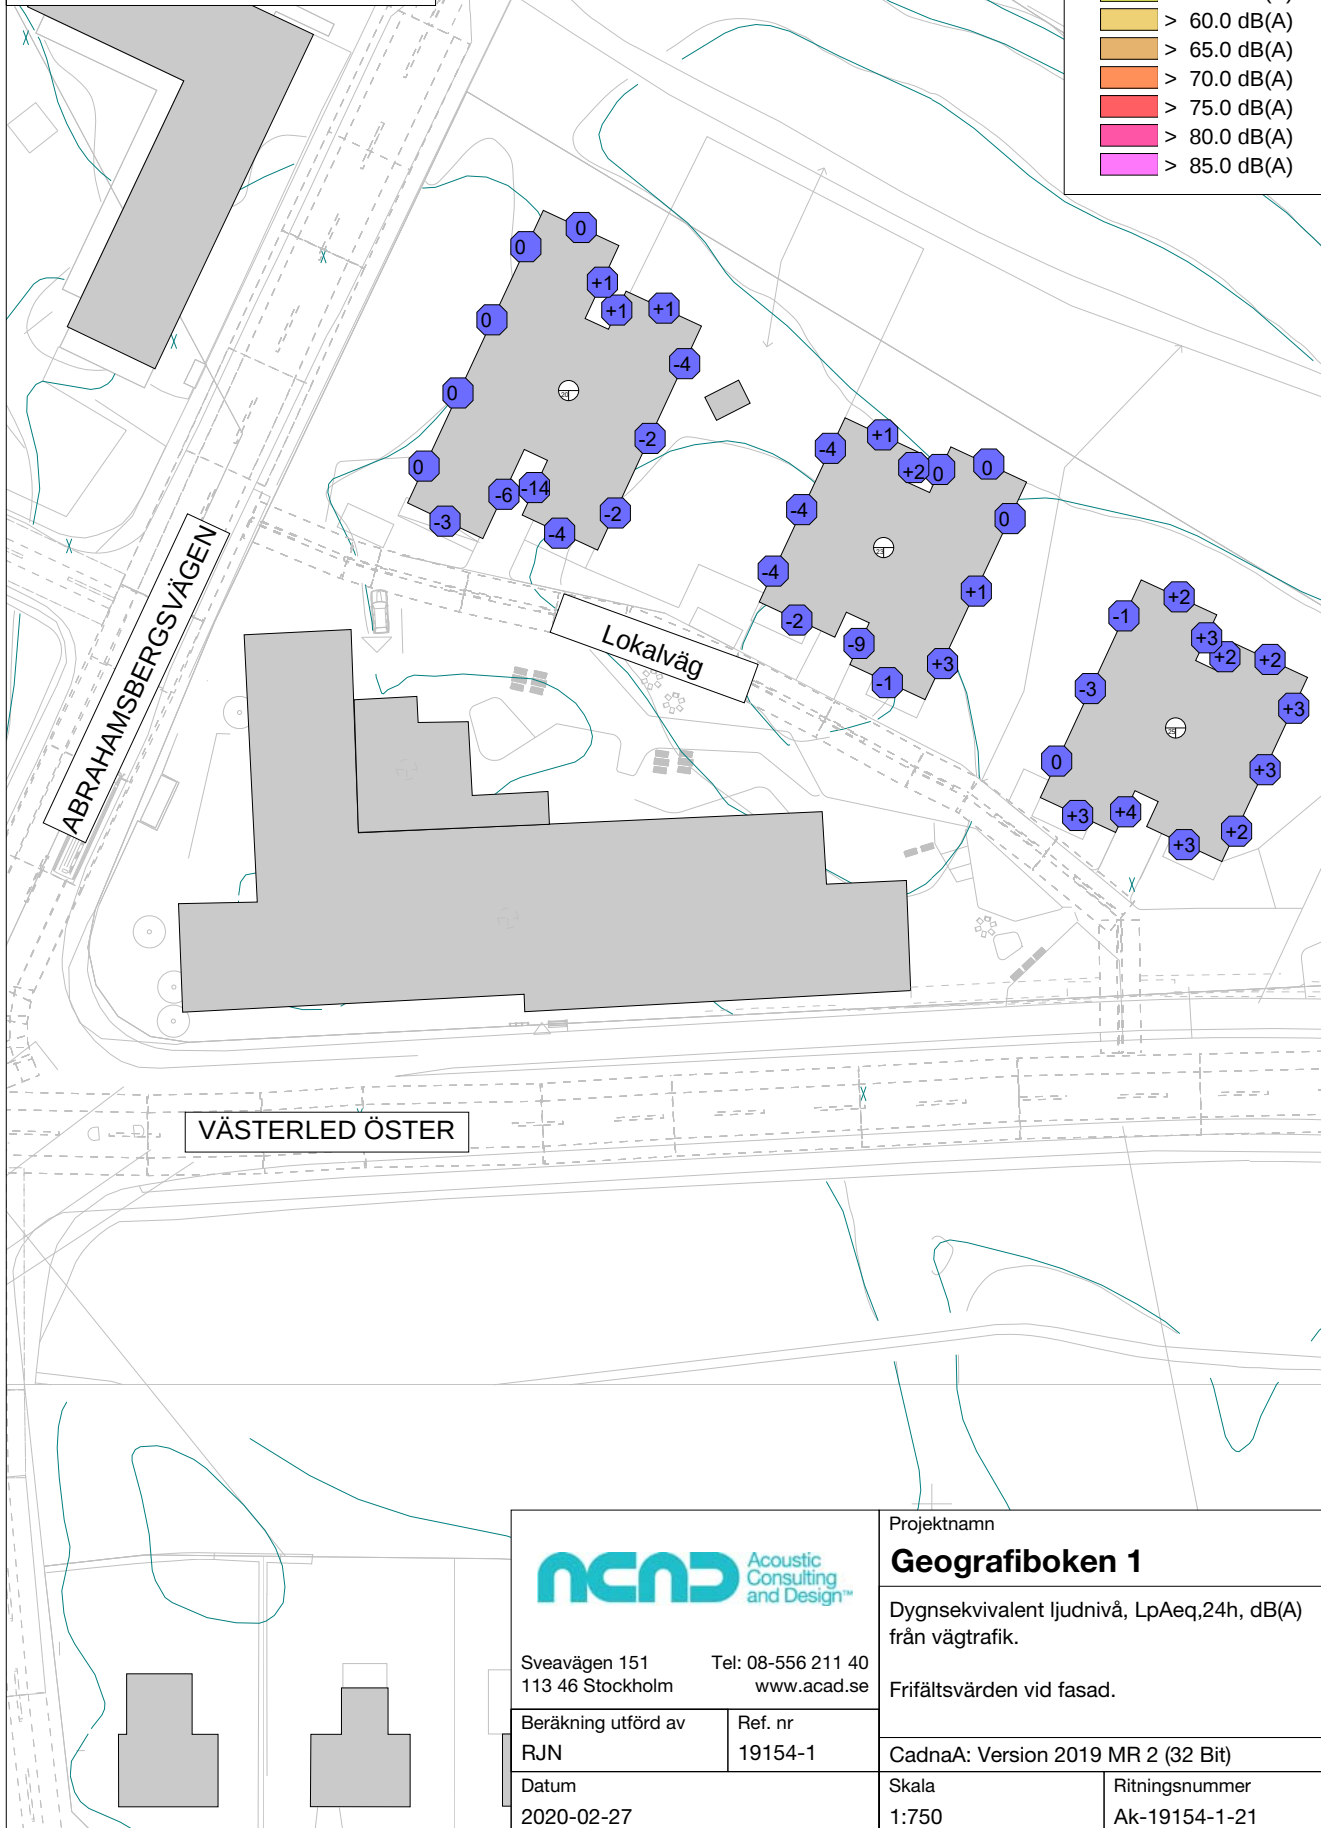 > 60.0 dB(A)
> 65.0 dB(A)
> 70.0 dB(A)
> 75.0 dB(A)
> 80.0 dB(A)
> 85.0 dB(A)
0
0
+1
+1
+1
0
-4
0
-2
0
-6
-14
-2
-3
-4
20
-4
+1
+2
0
0
-4
0
-4
+1
-2
-9
+3
-1
23
-1
+2
+3
+2
+2
-3
+3
0
+3
+3
+4
+2
+3
25
ABRAHAMSBERGSVÄGEN
Lokalväg
VÄSTERLED ÖSTER
ACAD
Acoustic
Consulting
and Design™
Sveavägen 151 Tel: 08-556 211 40
113 46 Stockholm www.acad.se
Beräkning utförd av
RJN
Ref. nr
19154-1
Datum
2020-02-27
Projektnamn
Geografiboken 1
Dygnsekvivalent ljudnivå, LpAeq,24h, dB(A)
från vägtrafik.
Frifältsvärden vid fasad.
CadnaA: Version 2019 MR 2 (32 Bit)
Skala
1:750
Ritningsnummer
Ak-19154-1-21